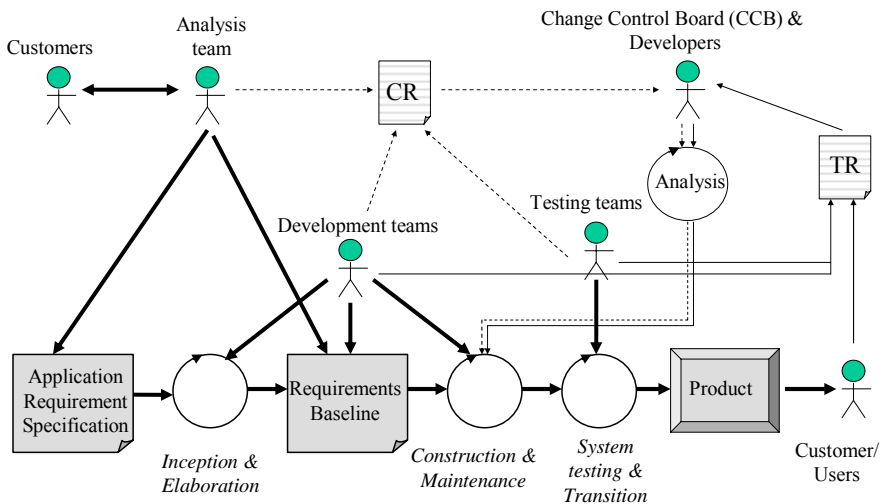 Customers
Analysis
team
CR
Change Control Board (CCB) &
Developers
TR
Analysis
Development teams
Testing teams
Application
Requirement
Specification
Inception &
Elaboration
Requirements
Baseline
Construction &
Maintenance
System
testing &
Transition
Product
Customer/
Users